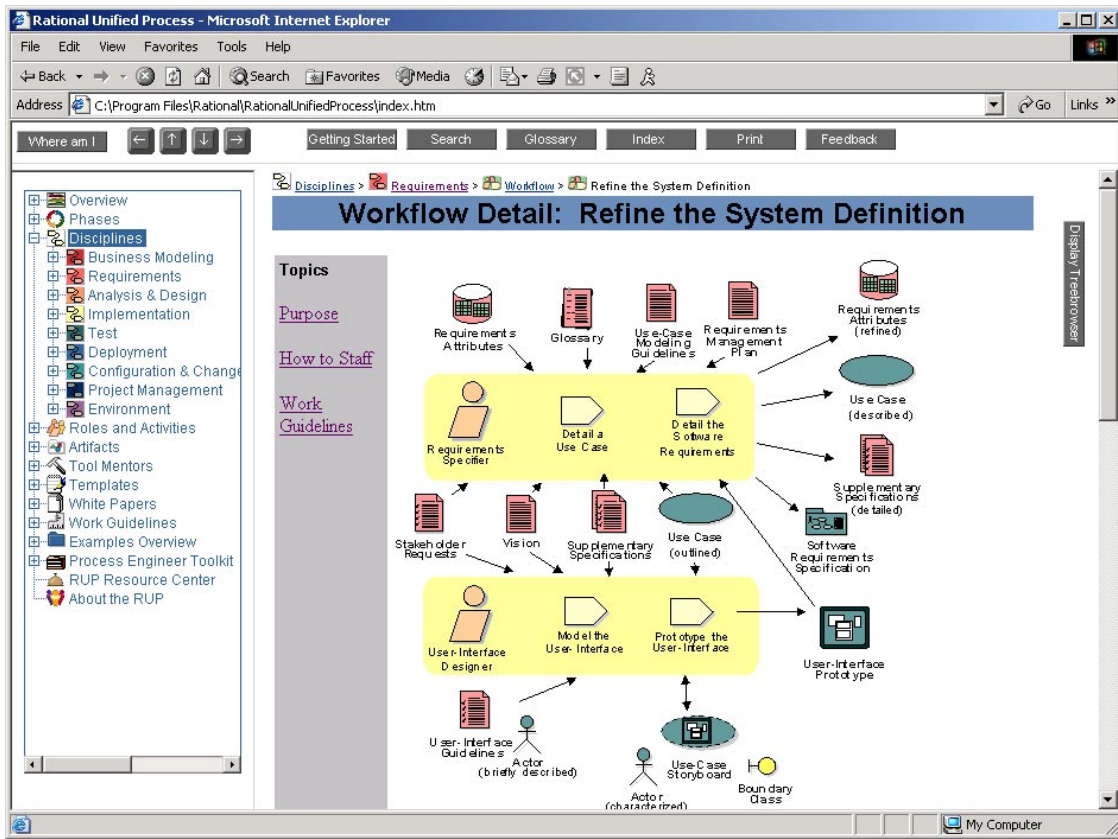 Rational Unified Process - Microsoft Internet Explorer
File Edit View Favorites Tools Help
Back Search Favorites Media
Address C:\Program Files\Rational\RationalUnifiedProcess\index.htm Go Links »
Where am I Getting Started Search Glossary Index Print Feedback
Overview
Phases
Disciplines
Business Modeling
Requirements
Analysis & Design
Implementation
Test
Deployment
Configuration & Change
Project Management
Environment
Roles and Activities
Artifacts
Tool Mentors
Templates
White Papers
Work Guidelines
Examples Overview
Process Engineer Toolkit
RUP Resource Center
About the RUP
Disciplines > Requirements > Workflow > Refine the System Definition
Workflow Detail: Refine the System Definition
Display Treebrowser
Topics
Purpose
How to Staff
Work
Guidelines
Requirements
Attributes
Glossary
Use-Case
Modeling
Guidelines
Requirements
Management
Plan
Requirements
Attributes
(refined)
Requirements
Specifier
Detail a
Use Case
Detail the
Software
Requirements
Use Case
(described)
Supplementary
Specifications
(detailed)
Stakeholder
Requests
Vision
Supplementary
Specifications
Use Case
(outlined)
Software
Requirements
Specification
User-Interface
Designer
Model the
User-Interface
Prototype the
User-Interface
User-Interface
Prototype
User-Interface
Guidelines
Actor
(briefly described)
Actor
(characterized)
Use-Case
Storyboard
Boundary
Class
My Computer